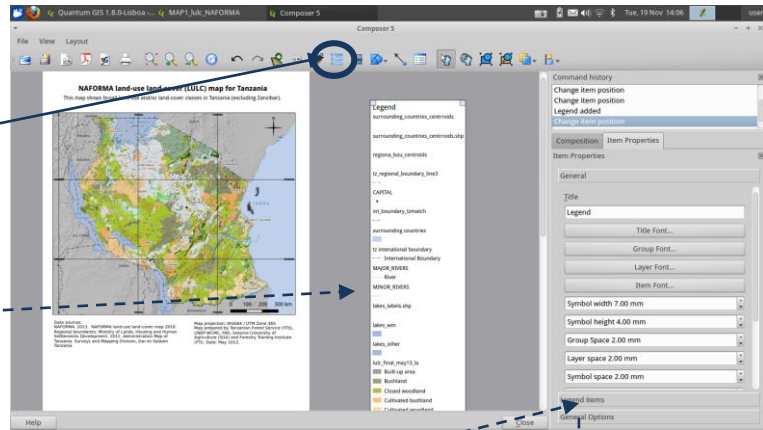 Quantum GIS 1.8.0-Lisboa -... MAP1_lulc_NAFORMA Composer 5 Tue, 19 Nov 14:06 user
Composer 5
File View Layout
NAFORMA land-use land-cover (LULC) map for Tanzania
This map shows broad land-use and/or land-cover classes in Tanzania (excluding Zanzibar).
0 100 200 300 km
Data sources:
NAFORMA, 2013. NAFORMA land-use land-cover map 2010.
Regional boundaries: Ministry of Lands, Housing and Human
Settlements Development, 2011. Administration Map of
Tanzania. Surveys and Mapping Division, Dar es Salaam
Tanzania.
Map projection: WGS84 / UTM Zone 36S
Map prepared by Tanzanian Forest Service (TFS),
UNEP-WCMC, FAO, Sokoine University of
Agriculture (SUA) and Forestry Training Institute
(FTI). Date: May 2013.
Legend
surrounding_countries_centroids
surrounding_countries_centroids.shp
regiona_bou_centroids
tz_regional_boundary_line3
CAPITAL
int_boundary_tzmatch
surrounding countries
tz international boundary
International Boundary
MAJOR_RIVERS
River
MINOR_RIVERS
lakes_labels.shp
lakes_wm
lakes_other
lulc_final_may13_la
Built-up area
Bushland
Closed woodland
Cultivated bushland
Cultivated woodland
Command history
Change item position
Change item position
Legend added
Change item position
Composition Item Properties
Item Properties
General
Title
Legend
Title Font...
Group Font...
Layer Font...
Item Font...
Symbol width 7.00 mm
Symbol height 4.00 mm
Group Space 2.00 mm
Layer space 2.00 mm
Symbol space 2.00 mm
Legend items
General Options
Help Close